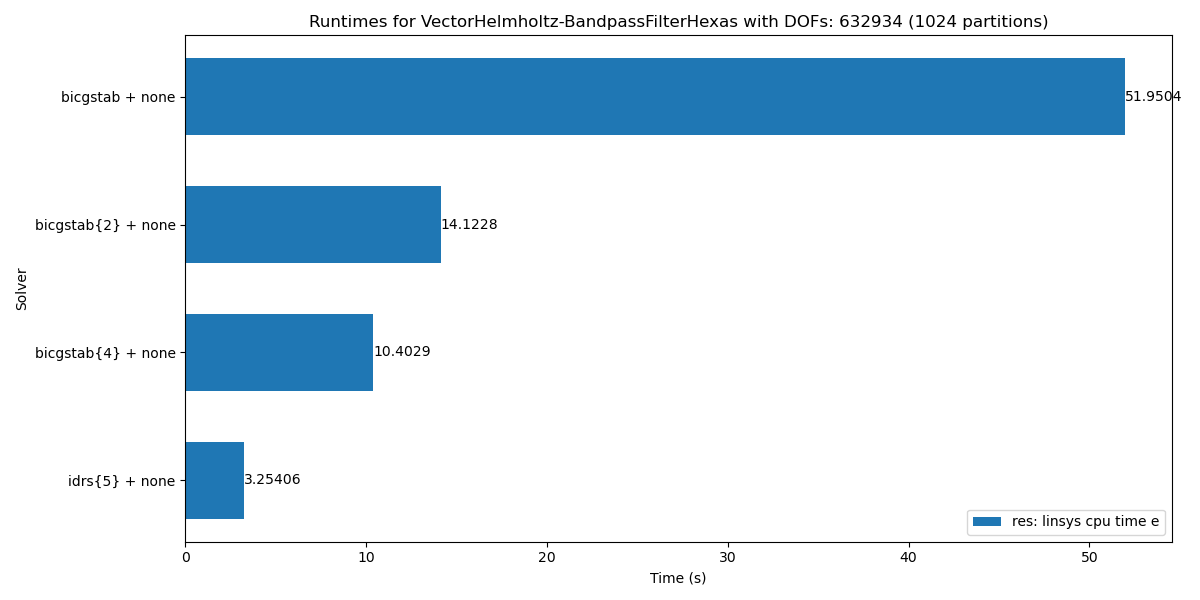 Runtimes for VectorHelmholtz-BandpassFilterHexas with DOFs: 632934 (1024 partitions)
bicgstab + none
51.9504
bicgstab{2} + none
14.1228
Solver
bicgstab{4} + none
10.4029
idrs{5} + none
3.25406
res: linsys cpu time e
0 10 20 30 40 50
Time (s)